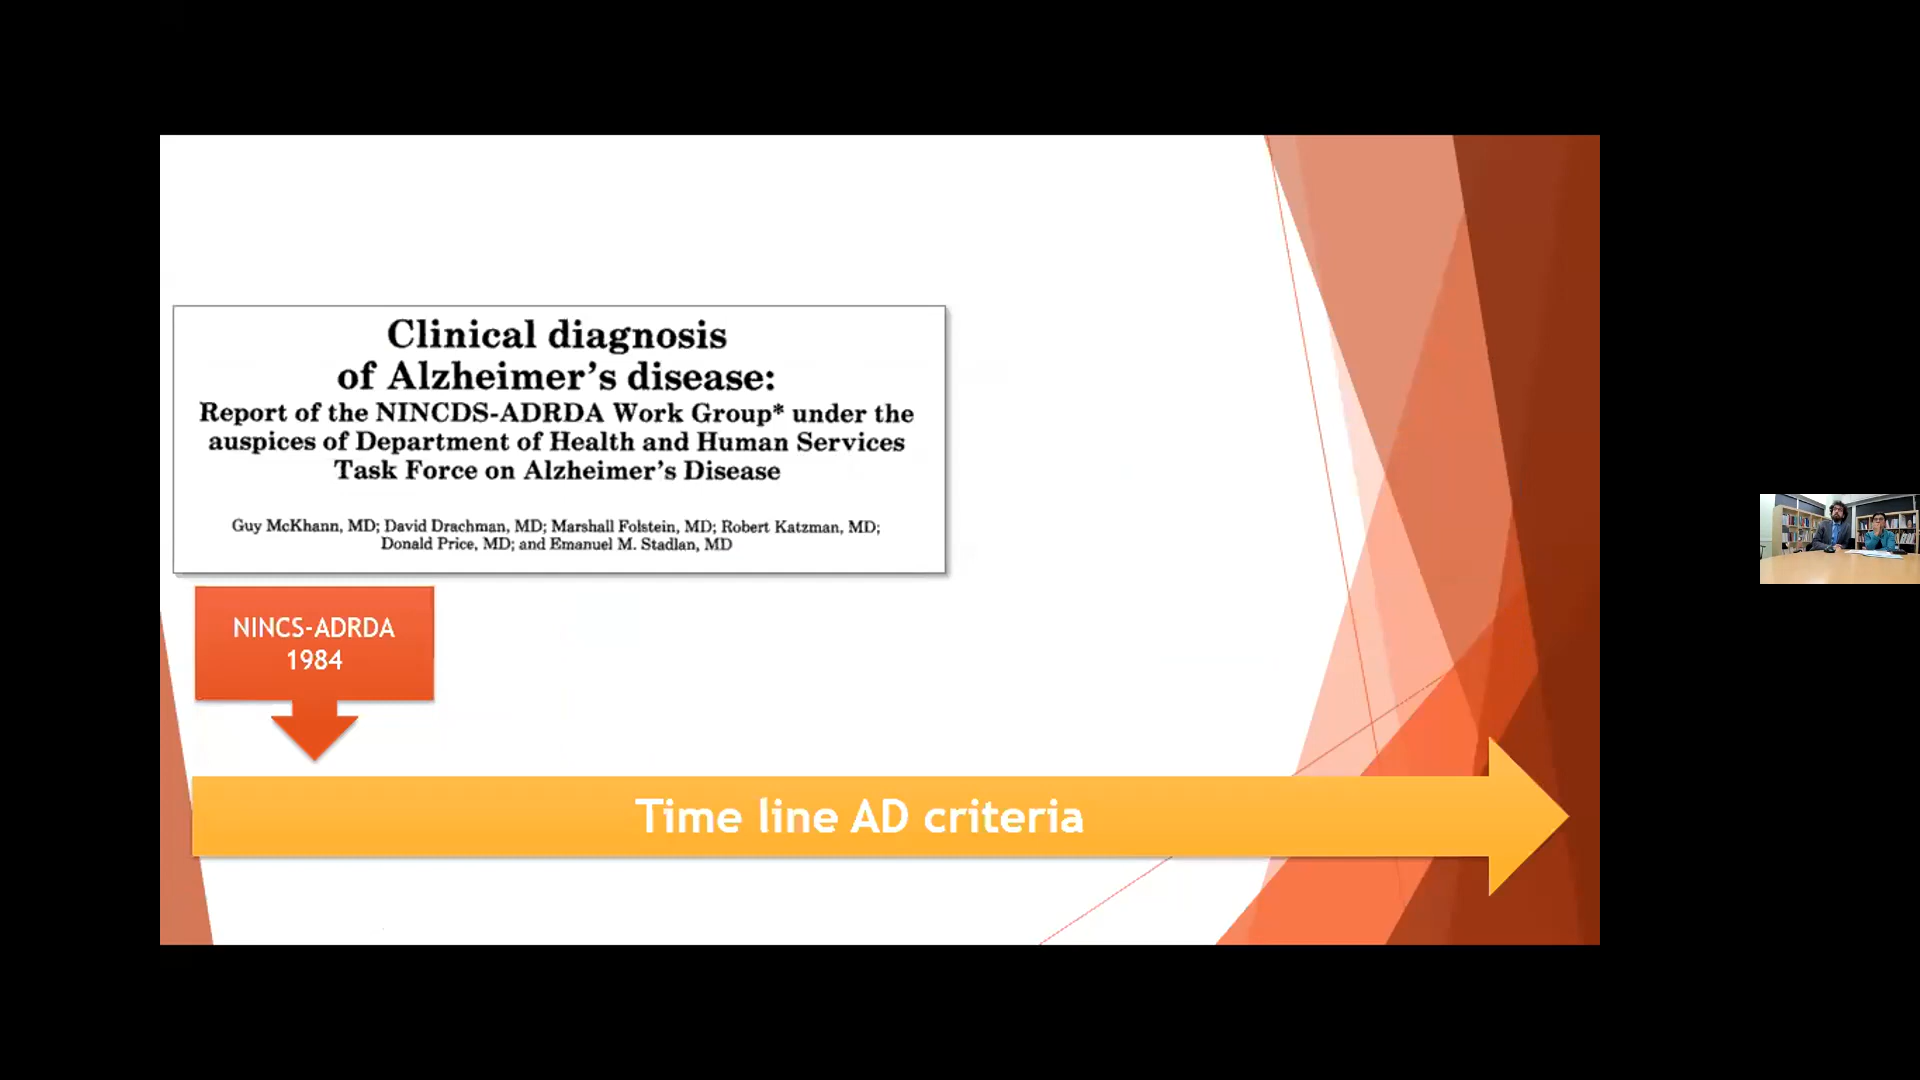 Clinical diagnosis
of Alzheimer's disease:
Report of the NINCDS-ADRDA Work Group* under the
auspices of Department of Health and Human Services
Task Force on Alzheimer's Disease
Guy McKhann, MD; David Drachman, MD; Marshall Folstein, MD; Robert Katzman, MD;
Donald Price, MD; and Emanuel M. Stadlan, MD
NINCS-ADRDA
1984
Time line AD criteria